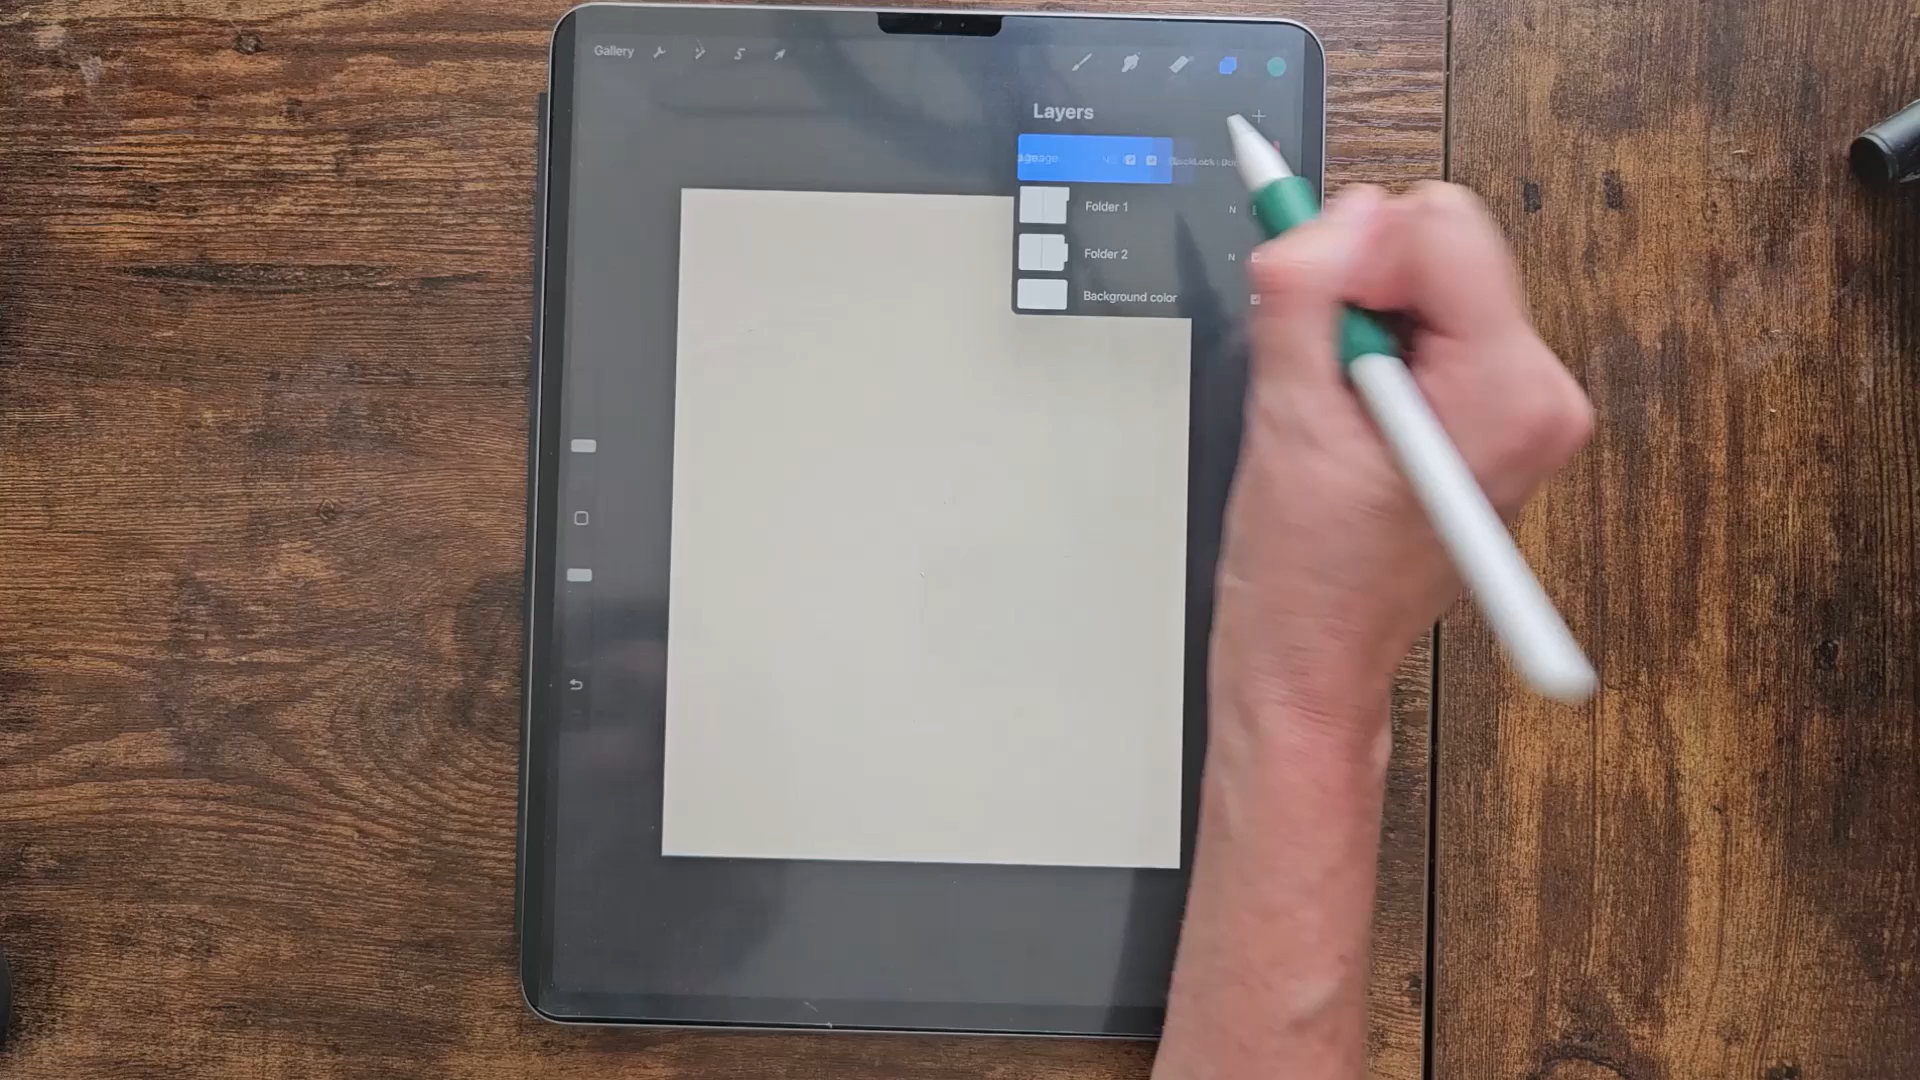 Gallery
Layers
Folder 1 N
Folder 2 N
Background color